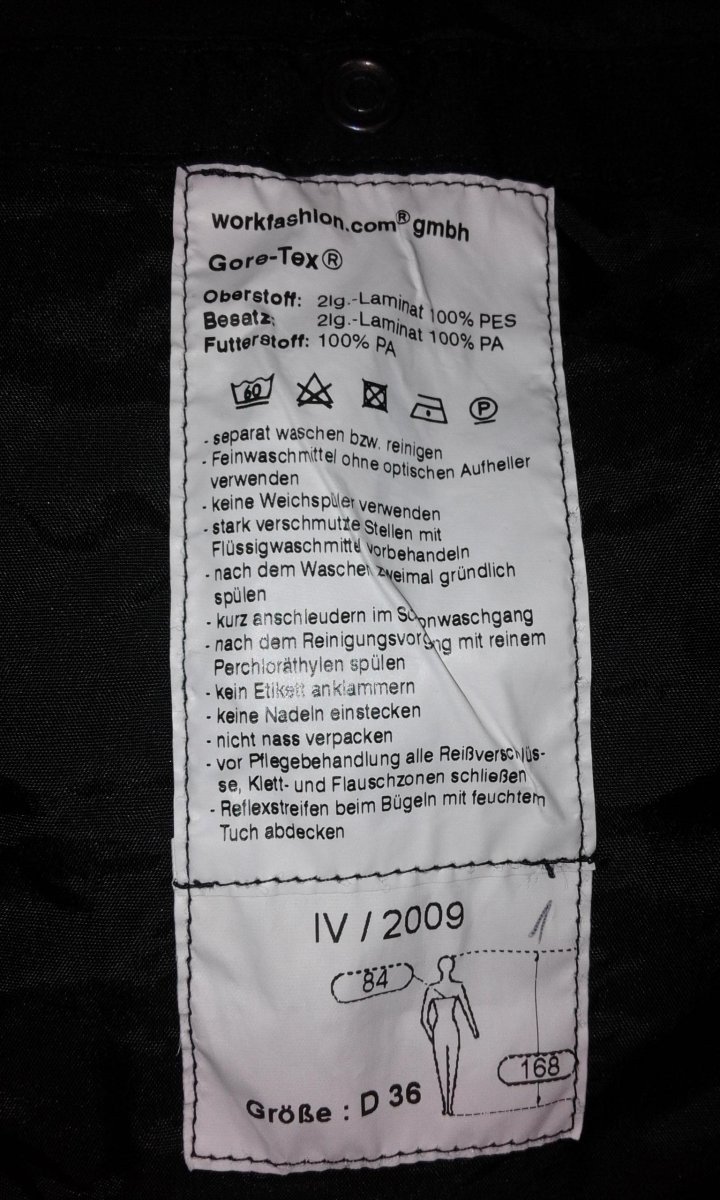 workfashion.com® gmbh
Gore-Tex®
Oberstoff: 2lg.-Laminat 100% PES
Besatz: 2lg.-Laminat 100% PA
Futterstoff: 100% PA
60 P
- separat waschen bzw. reinigen
- Feinwaschmittel ohne optischen Aufheller
verwenden
- keine Weichspüler verwenden
- stark verschmutzte Stellen mit
Flüssigwaschmittel vorbehandeln
- nach dem Waschen zweimal gründlich
spülen
- kurz anschleudern im Schonwaschgang
- nach dem Reinigungsvorgang mit reinem
Perchloräthylen spülen
- kein Etikett anklammern
- keine Nadeln einstecken
- nicht nass verpacken
- vor Pflegebehandlung alle Reißverschlüs-
se, Klett- und Flauschzonen schließen
- Reflexstreifen beim Bügeln mit feuchtem
Tuch abdecken
IV / 2009
1
84
168
Größe : D 36